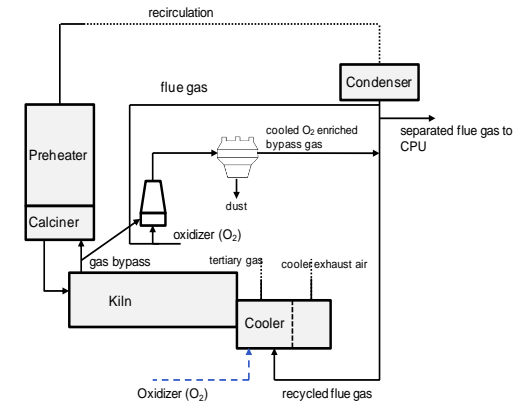 recirculation
Condenser
flue gas
separated flue gas to
CPU
cooled O₂ enriched
bypass gas
Preheater
dust
Calciner
oxidizer (O₂)
gas bypass
tertiary gas
cooler exhaust air
Kiln
Cooler
Oxidizer (O₂)
recycled flue gas